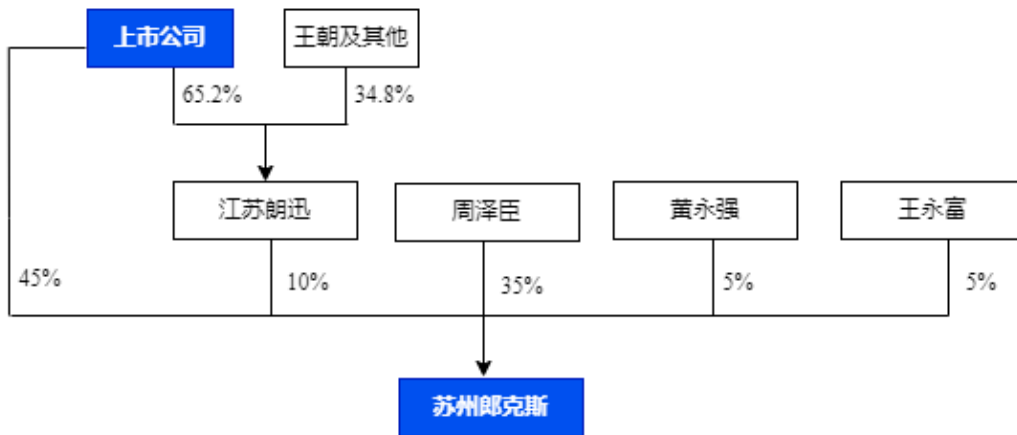 上市公司
王朝及其他
65.2%
34.8%
江苏朗迅
周泽臣
黄永强
王永富
45%
10%
35%
5%
5%
苏州郎克斯